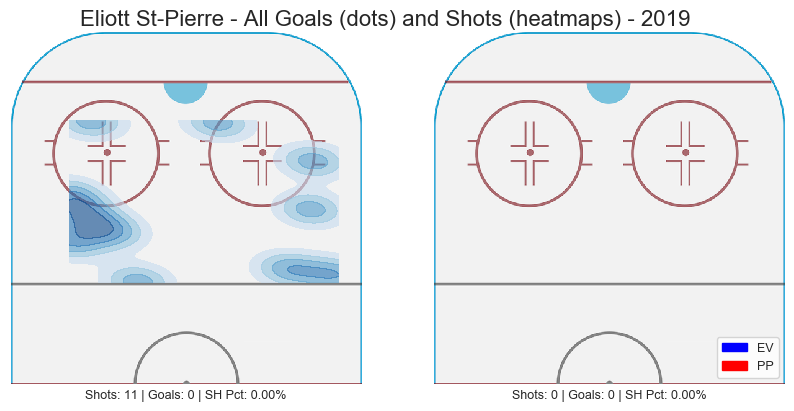 Eliott St-Pierre - All Goals (dots) and Shots (heatmaps) - 2019
EV
PP
Shots: 11 | Goals: 0 | SH Pct: 0.00%
Shots: 0 | Goals: 0 | SH Pct: 0.00%